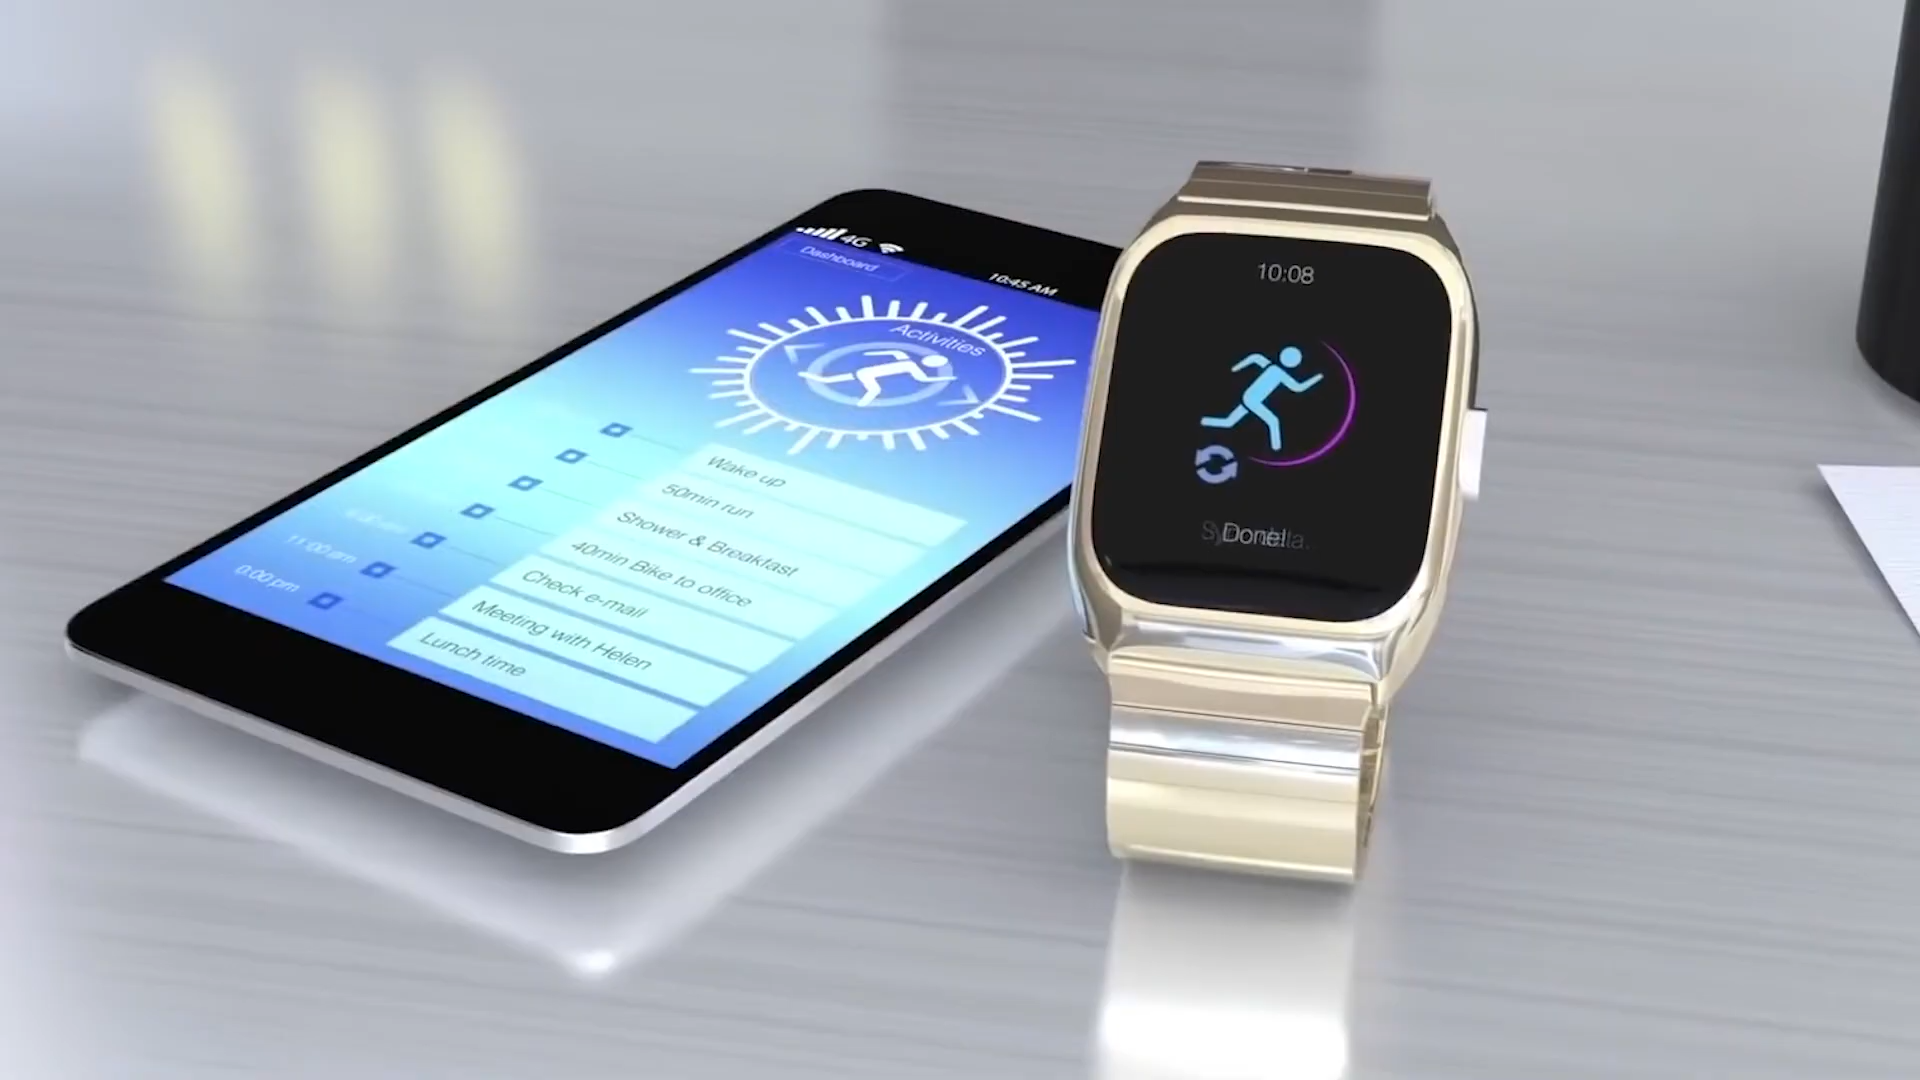 4G
10:45 AM
Dashboard
Activities
Wake up
50min run
Shower & Breakfast
40min Bike to office
Check e-mail
Meeting with Helen
Lunch time
11:00 am
0:00 pm
10:08
Done!